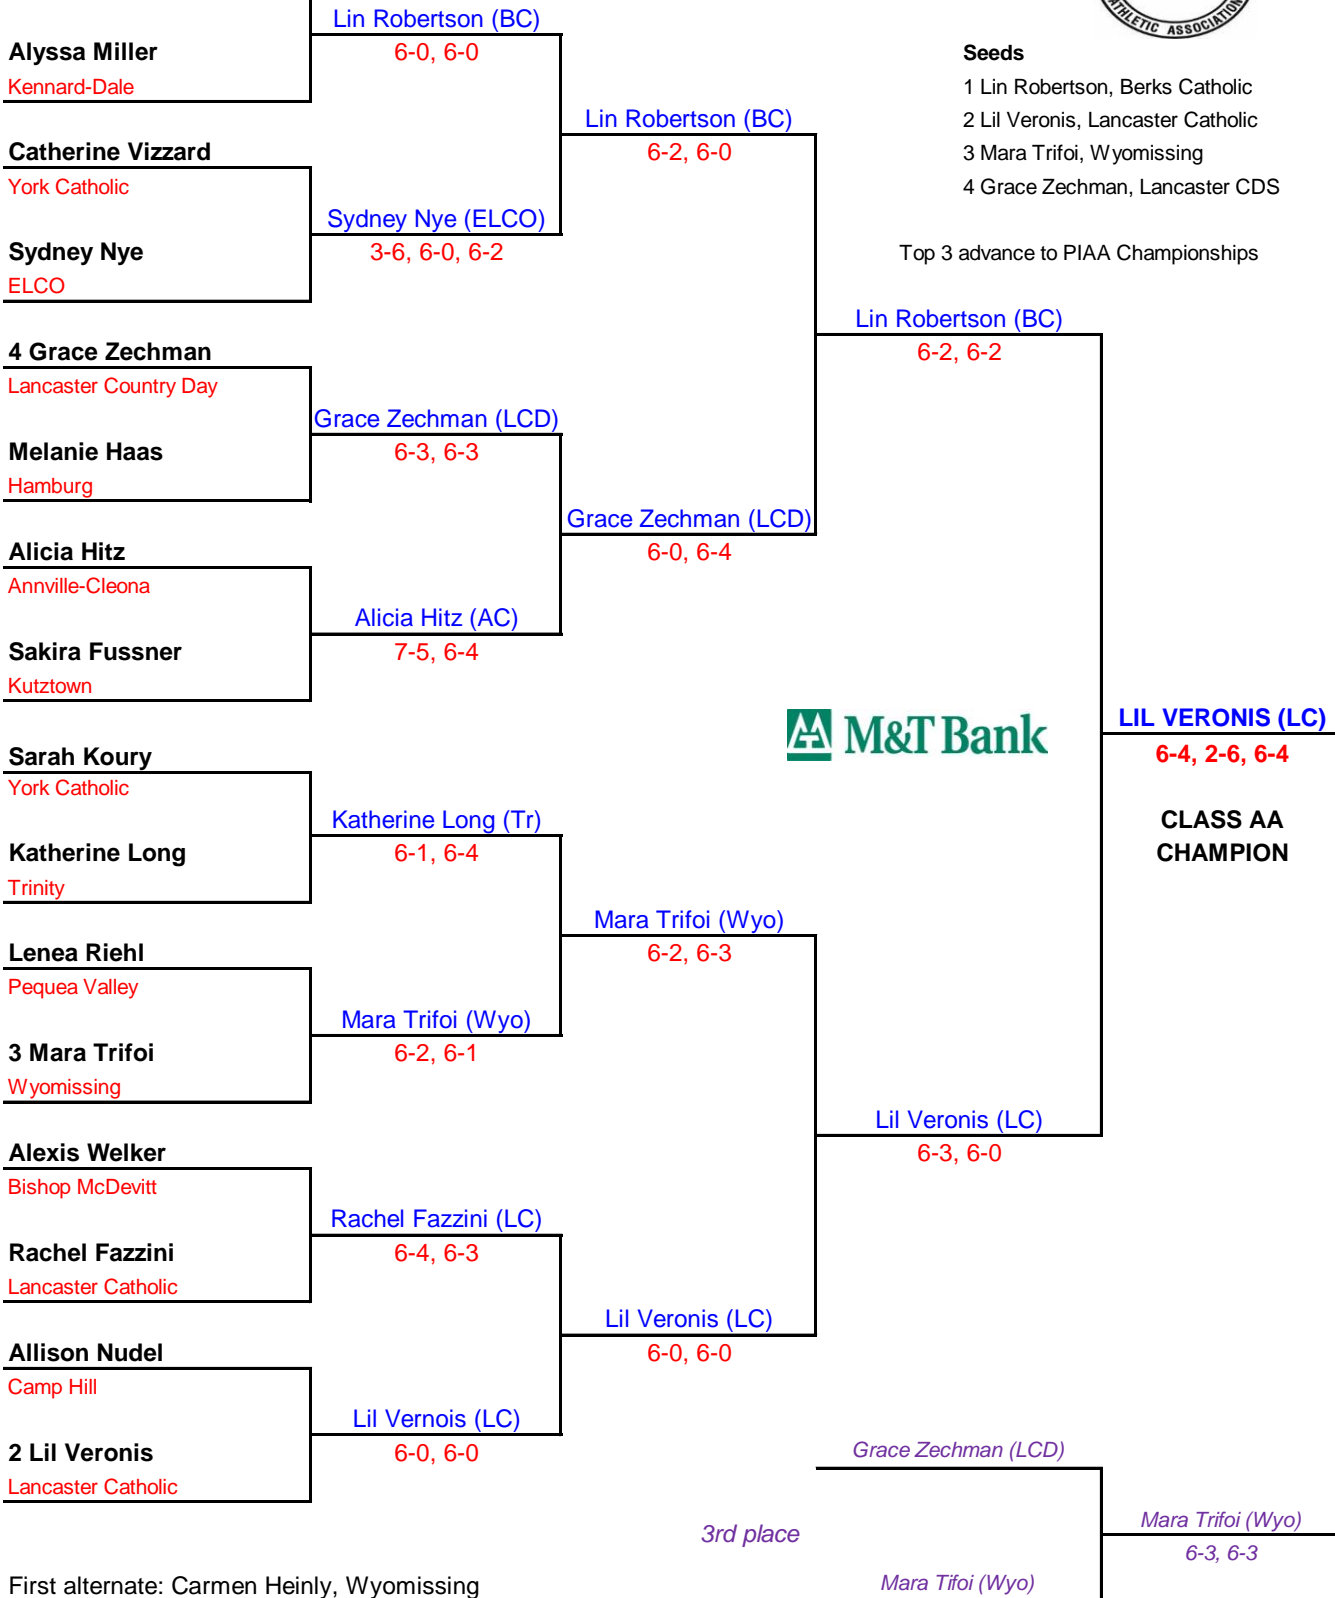 Lin Robertson (BC)
6-0, 6-0
Alyssa Miller
Kennard-Dale
Lin Robertson (BC)
6-2, 6-0
Catherine Vizzard
York Catholic
Sydney Nye (ELCO)
3-6, 6-0, 6-2
Sydney Nye
ELCO
Lin Robertson (BC)
6-2, 6-2
4 Grace Zechman
Lancaster Country Day
Grace Zechman (LCD)
6-3, 6-3
Melanie Haas
Hamburg
Grace Zechman (LCD)
6-0, 6-4
Alicia Hitz
Annville-Cleona
Alicia Hitz (AC)
7-5, 6-4
Sakira Fussner
Kutztown
ATHLETIC ASSOCIATION
Seeds
1 Lin Robertson, Berks Catholic
2 Lil Veronis, Lancaster Catholic
3 Mara Trifoi, Wyomissing
4 Grace Zechman, Lancaster CDS
Top 3 advance to PIAA Championships
M&T Bank
LIL VERONIS (LC)
6-4, 2-6, 6-4
CLASS AA
CHAMPION
Sarah Koury
York Catholic
Katherine Long (Tr)
6-1, 6-4
Katherine Long
Trinity
Mara Trifoi (Wyo)
6-2, 6-3
Lenea Riehl
Pequea Valley
Mara Trifoi (Wyo)
6-2, 6-1
3 Mara Trifoi
Wyomissing
Lil Veronis (LC)
6-3, 6-0
Alexis Welker
Bishop McDevitt
Rachel Fazzini (LC)
6-4, 6-3
Rachel Fazzini
Lancaster Catholic
Lil Veronis (LC)
6-0, 6-0
Allison Nudel
Camp Hill
Lil Vernois (LC)
6-0, 6-0
2 Lil Veronis
Lancaster Catholic
Grace Zechman (LCD)
3rd place
Mara Trifoi (Wyo)
6-3, 6-3
Mara Tifoi (Wyo)
First alternate: Carmen Heinly, Wyomissing